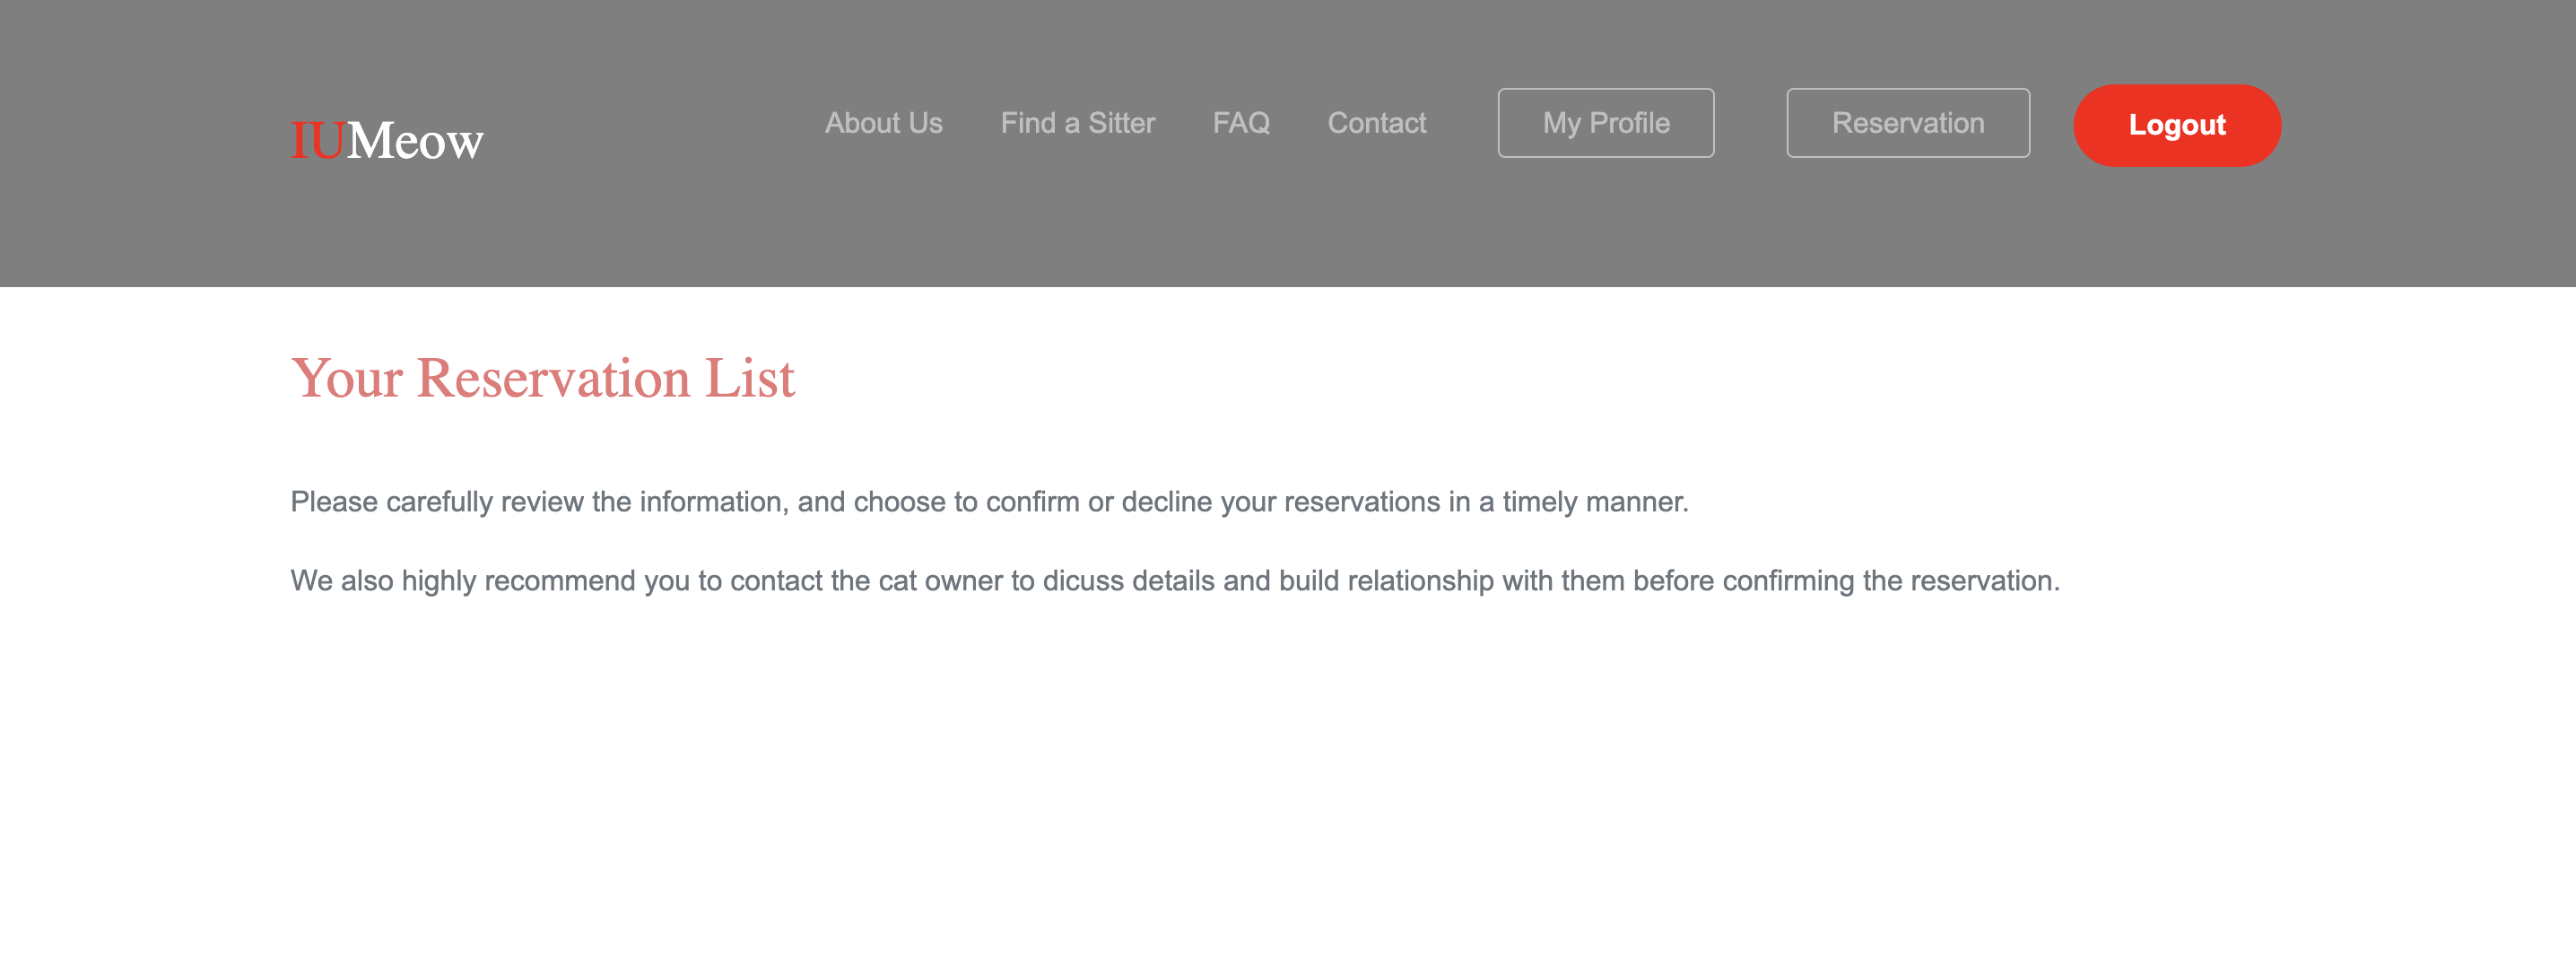 IUMeow
About Us Find a Sitter FAQ Contact My Profile Reservation Logout
Your Reservation List
Please carefully review the information, and choose to confirm or decline your reservations in a timely manner.
We also highly recommend you to contact the cat owner to dicuss details and build relationship with them before confirming the reservation.